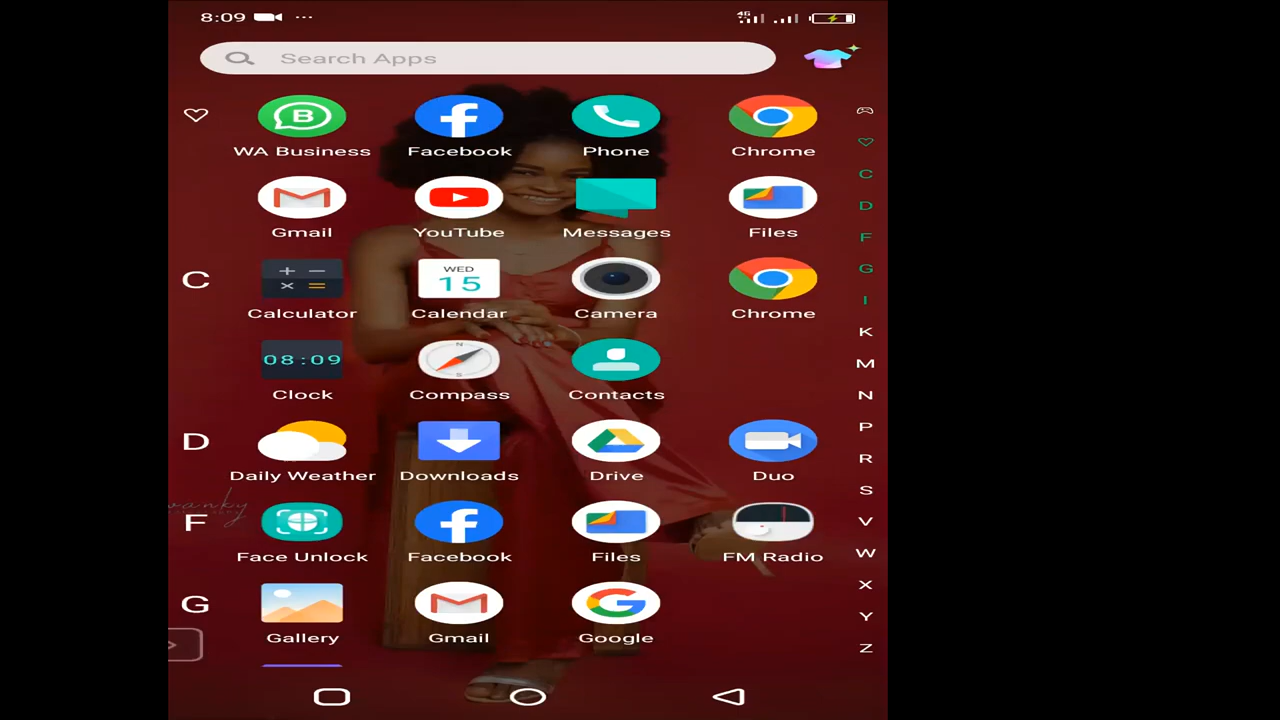 8:09 ... 4G
Search Apps
B
WA Business Facebook Phone Chrome
Gmail YouTube Messages Files
C
WED
15
Calculator Calendar Camera Chrome
08:09
N
S
Clock Compass Contacts
D
Daily Weather Downloads Drive Duo
F
Face Unlock Facebook Files FM Radio
G
Gallery Gmail Google
C
D
F
G
I
K
M
N
P
R
S
V
W
X
Y
Z